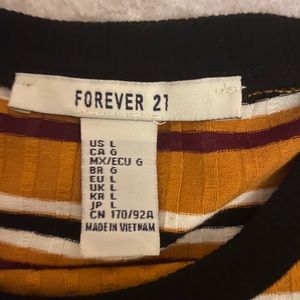 FOREVER 21
US L
CA G
MX/ECU G
BR G
EU L
UK L
KR L
JP L
CN 170/92A
MADE IN VIETNAM